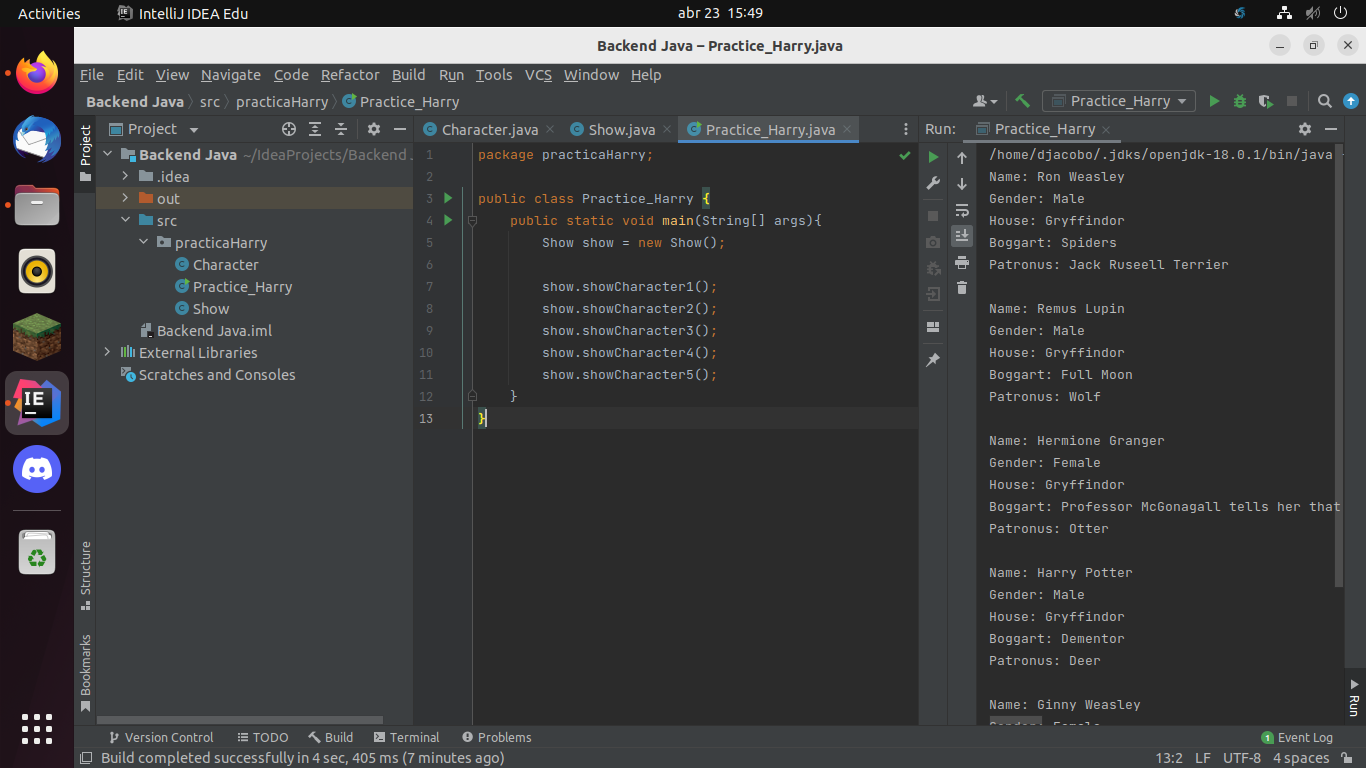 Activities IntelliJ IDEA Edu abr 23 15:49
Backend Java – Practice_Harry.java
File Edit View Navigate Code Refactor Build Run Tools VCS Window Help
Backend Java src practicaHarry Practice_Harry Practice_Harry
Project
Project
Backend Java ~/IdeaProjects/Backend
.idea
out
src
practicaHarry
Character
Practice_Harry
Show
Backend Java.iml
External Libraries
Scratches and Consoles
Structure
Bookmarks
Character.java Show.java Practice_Harry.java
1 package practicaHarry;
2
3 public class Practice_Harry {
4 public static void main(String[] args){
5 Show show = new Show();
6
7 show.showCharacter1();
8 show.showCharacter2();
9 show.showCharacter3();
10 show.showCharacter4();
11 show.showCharacter5();
12 }
13 }
Run: Practice_Harry
/home/djacobo/.jdks/openjdk-18.0.1/bin/java
Name: Ron Weasley
Gender: Male
House: Gryffindor
Boggart: Spiders
Patronus: Jack Ruseell Terrier
Name: Remus Lupin
Gender: Male
House: Gryffindor
Boggart: Full Moon
Patronus: Wolf
Name: Hermione Granger
Gender: Female
House: Gryffindor
Boggart: Professor McGonagall tells her that
Patronus: Otter
Name: Harry Potter
Gender: Male
House: Gryffindor
Boggart: Dementor
Patronus: Deer
Name: Ginny Weasley
Gender: Female
Run
Version Control TODO Build Terminal Problems 1 Event Log
Build completed successfully in 4 sec, 405 ms (7 minutes ago) 13:2 LF UTF-8 4 spaces
IE